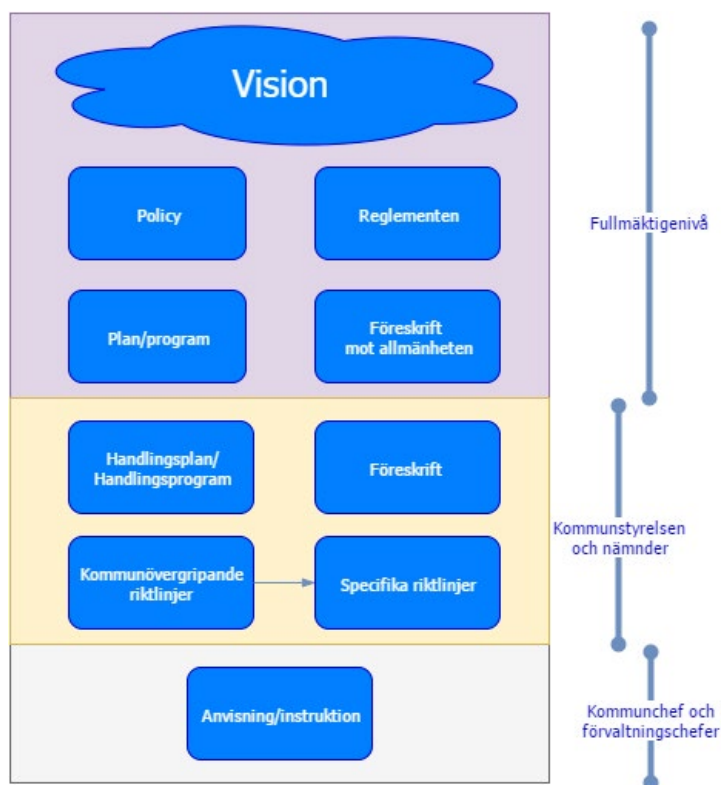 Vision
Policy
Reglementen
Fullmäktigenivå
Plan/program
Föreskrift
mot allmänheten
Handlingsplan/
Handlingsprogram
Föreskrift
Kommunstyrelsen
och nämnder
Kommunövergripande
riktlinjer
Specifika riktlinjer
Anvisning/instruktion
Kommunchef och
förvaltningschefer